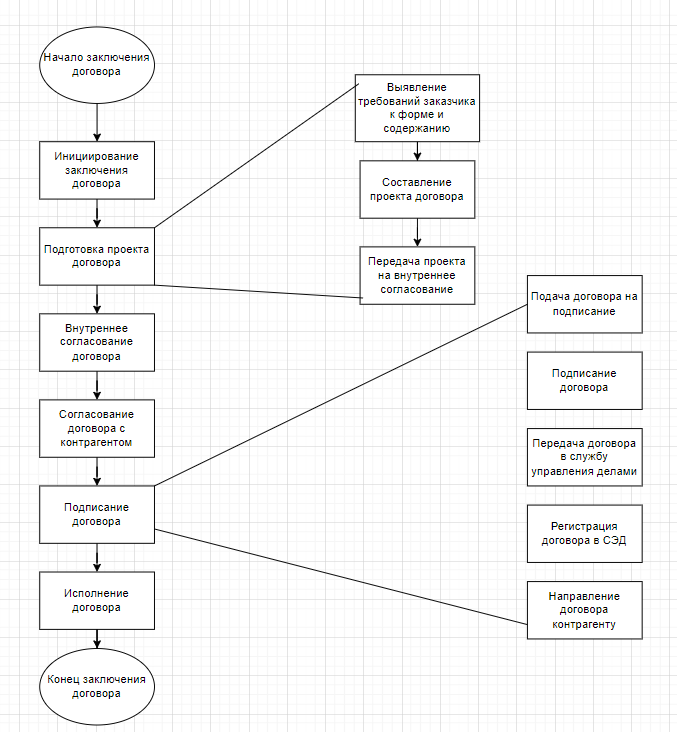 Начало заключения
договора
Инициирование
заключения
договора
Подготовка проекта
договора
Внутреннее
согласование
договора
Согласование
договора с
контрагентом
Подписание
договора
Исполнение
договора
Конец заключения
договора
Выявление
требований заказчика
к форме и
содержанию
Составление
проекта договора
Передача проекта
на внутреннее
согласование
Подача договора на
подписание
Подписание
договора
Передача договора
в службу
управления делами
Регистрация
договора в СЭД
Направление
договора
контрагенту